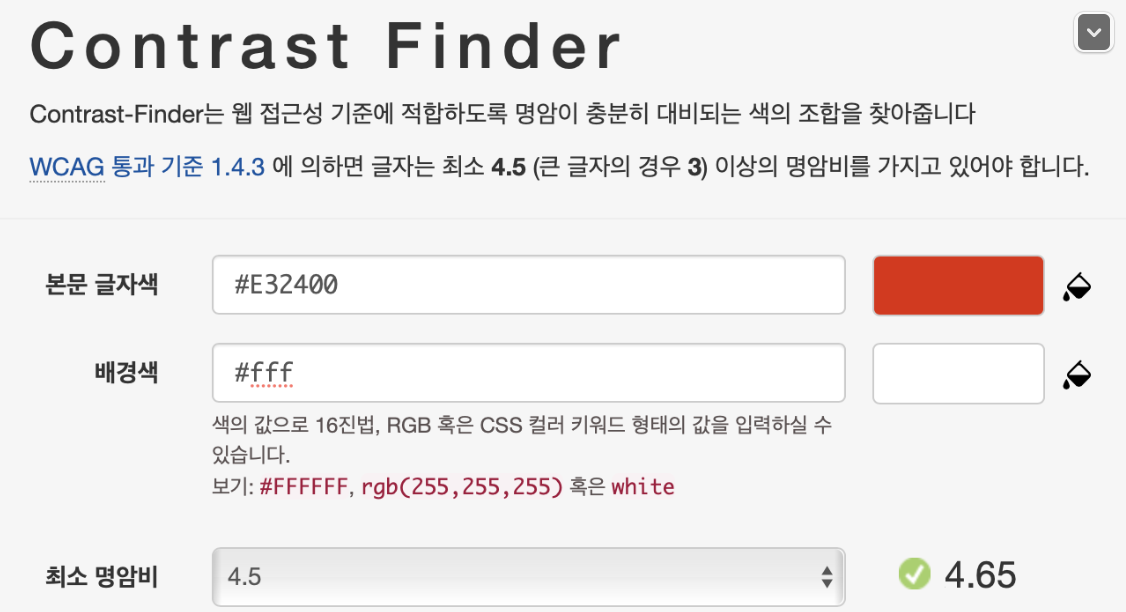 Contrast Finder
Contrast-Finder는 웹 접근성 기준에 적합하도록 명암이 충분히 대비되는 색의 조합을 찾아줍니다
WCAG 통과 기준 1.4.3 에 의하면 글자는 최소 4.5 (큰 글자의 경우 3) 이상의 명암비를 가지고 있어야 합니다.
본문 글자색 #E32400
배경색 #fff
색의 값으로 16진법, RGB 혹은 CSS 컬러 키워드 형태의 값을 입력하실 수
있습니다.
보기: #FFFFFF, rgb(255,255,255) 혹은 white
최소 명암비 4.5 4.65